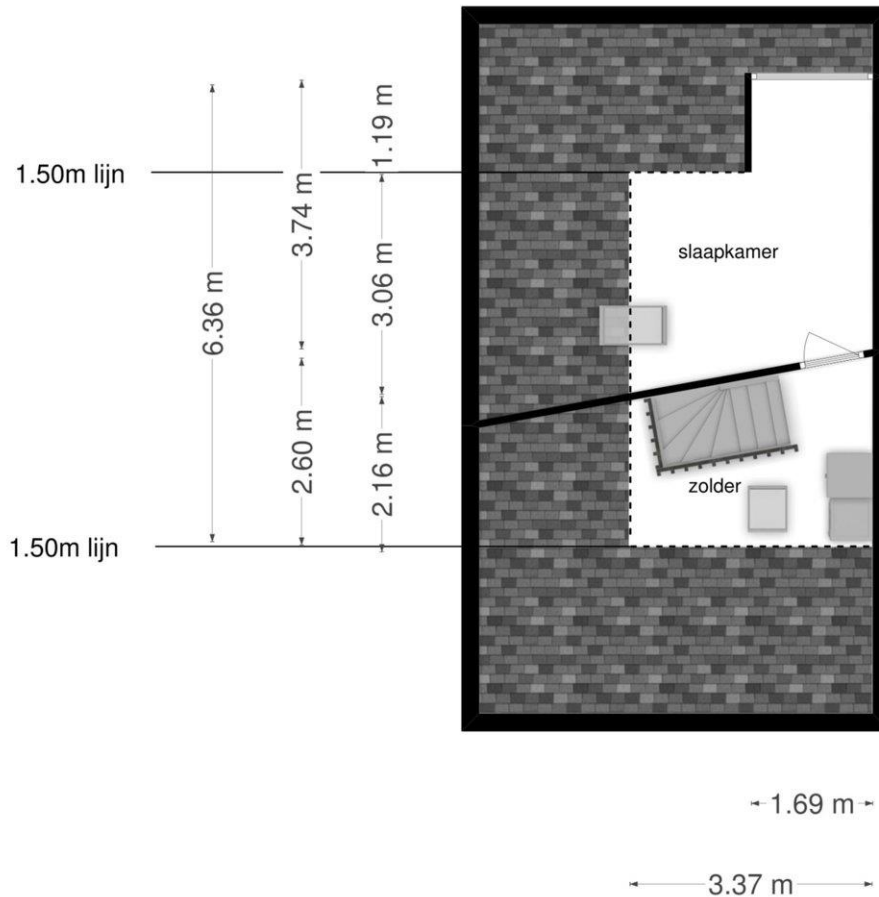 1.50m lijn
6.36 m
3.74 m
1.19 m
3.06 m
2.60 m
2.16 m
1.50m lijn
slaapkamer
zolder
1.69 m
3.37 m